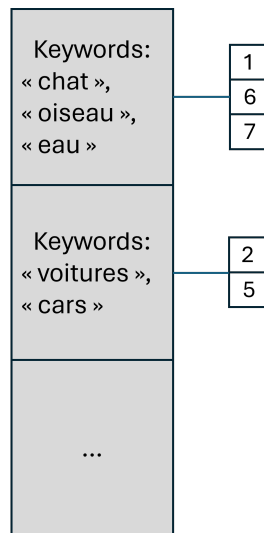 Keywords:
« chat »,
« oiseau »,
« eau »
1
6
7
Keywords:
« voitures »,
« cars »
2
5
...